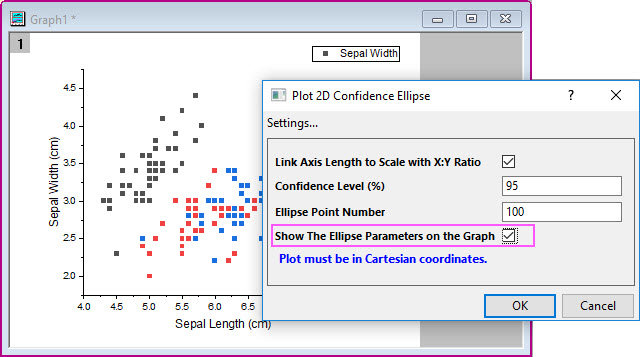 Graph1 *
1
Sepal Width
4.5
4.0
3.5
3.0
2.5
2.0
Sepal Width (cm)
4.0 4.5 5.0 5.5 6.0 6.5
Sepal Length (cm)
Plot 2D Confidence Ellipse ?
Settings...
Link Axis Length to Scale with X:Y Ratio
Confidence Level (%) 95
Ellipse Point Number 100
Show The Ellipse Parameters on the Graph
Plot must be in Cartesian coordinates.
OK Cancel